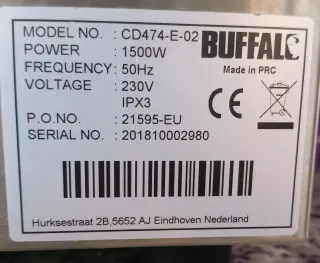 MODEL NO. : CD474-E-02
BUFFALO
POWER : 1500W
FREQUENCY : 50Hz
Made in PRC
VOLTAGE : 230V
IPX3
CE
P.O.NO. : 21595-EU
SERIAL NO. : 201810002980
Hurksestraat 2B,5652 AJ Eindhoven Nederland